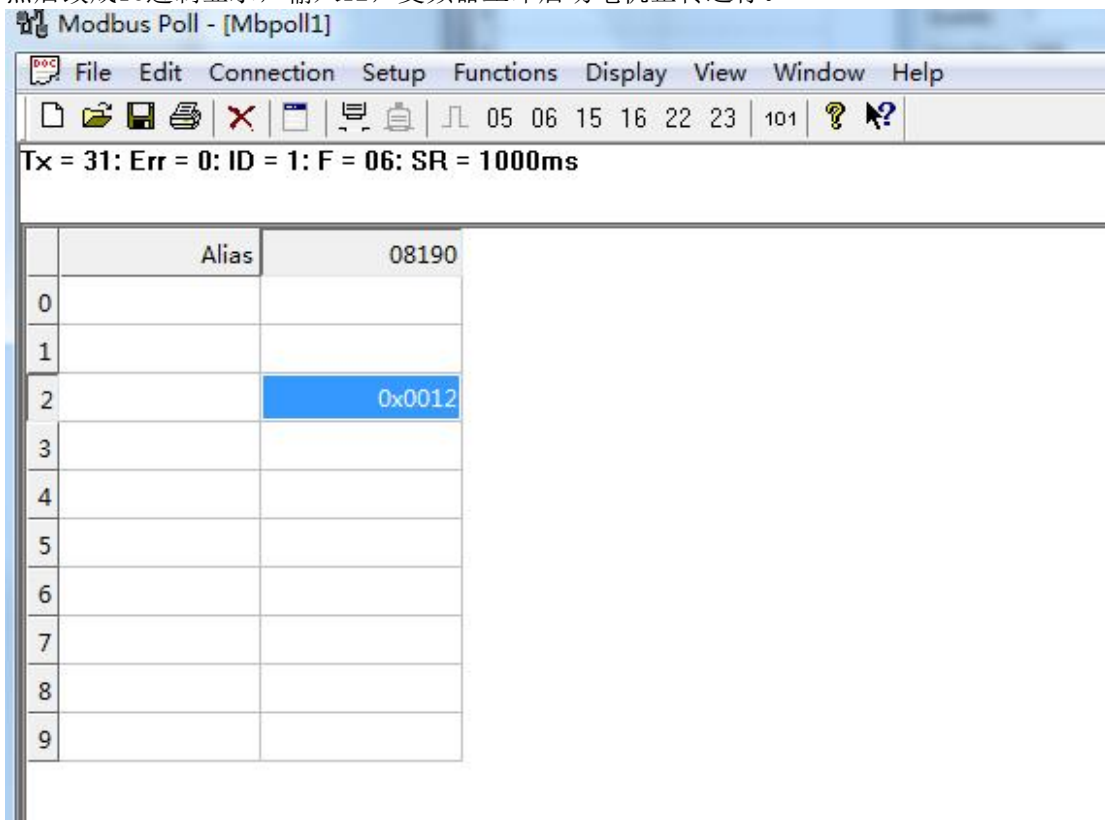 Modbus Poll - [Mbpoll1]
File Edit Connection Setup Functions Display View Window Help
05 06 15 16 22 23 101
Tx = 31: Err = 0: ID = 1: F = 06: SR = 1000ms
Alias 08190
0
1
2 0x0012
3
4
5
6
7
8
9